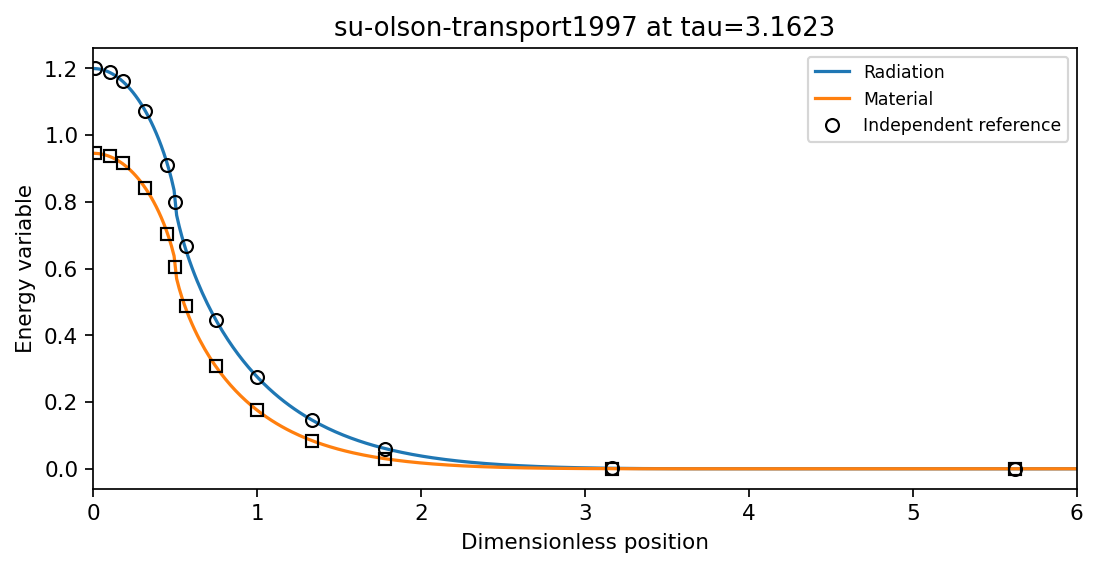 su-olson-transport1997 at tau=3.1623
Radiation
Material
Independent reference
Energy variable
1.2
1.0
0.8
0.6
0.4
0.2
0.0
0 1 2 3 4 5 6
Dimensionless position